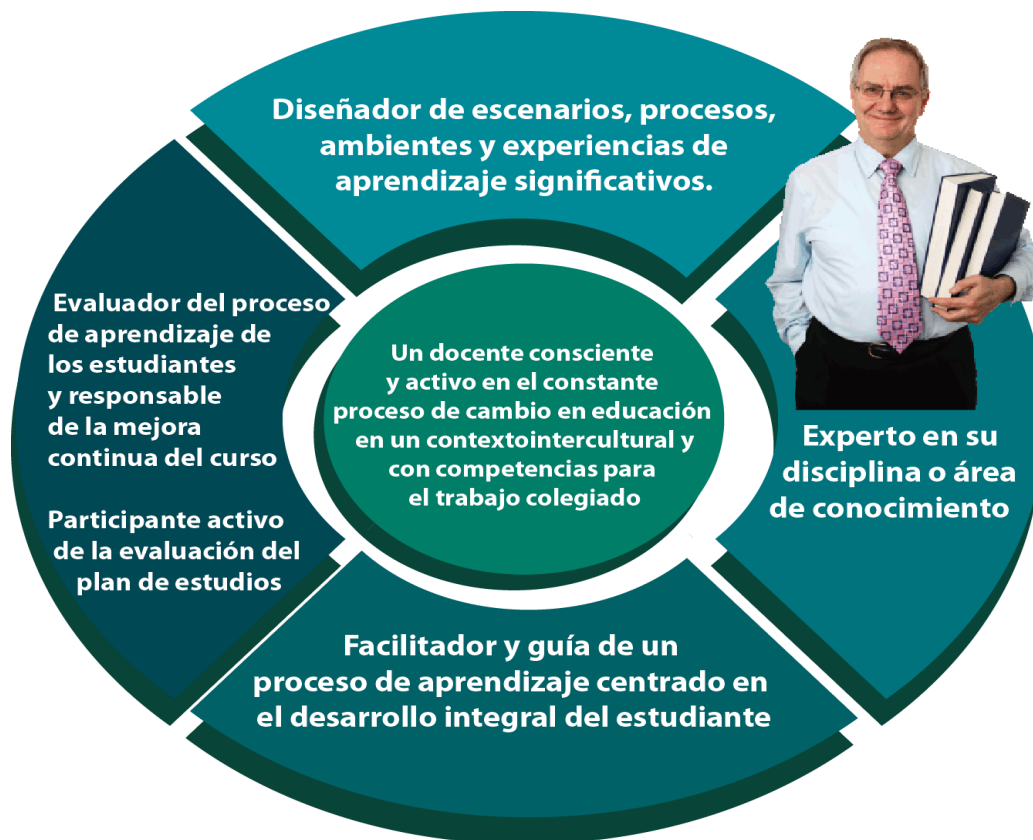 Diseñador de escenarios, procesos,
ambientes y experiencias de
aprendizaje significativos.
Evaluador del proceso
de aprendizaje de
los estudiantes
y responsable
de la mejora
continua del curso
Participante activo
de la evaluación del
plan de estudios
Un docente consciente
y activo en el constante
proceso de cambio en educación
en un contextointercultural y
con competencias para
el trabajo colegiado
Experto en su
disciplina o área
de conocimiento
Facilitador y guía de un
proceso de aprendizaje centrado en
el desarrollo integral del estudiante